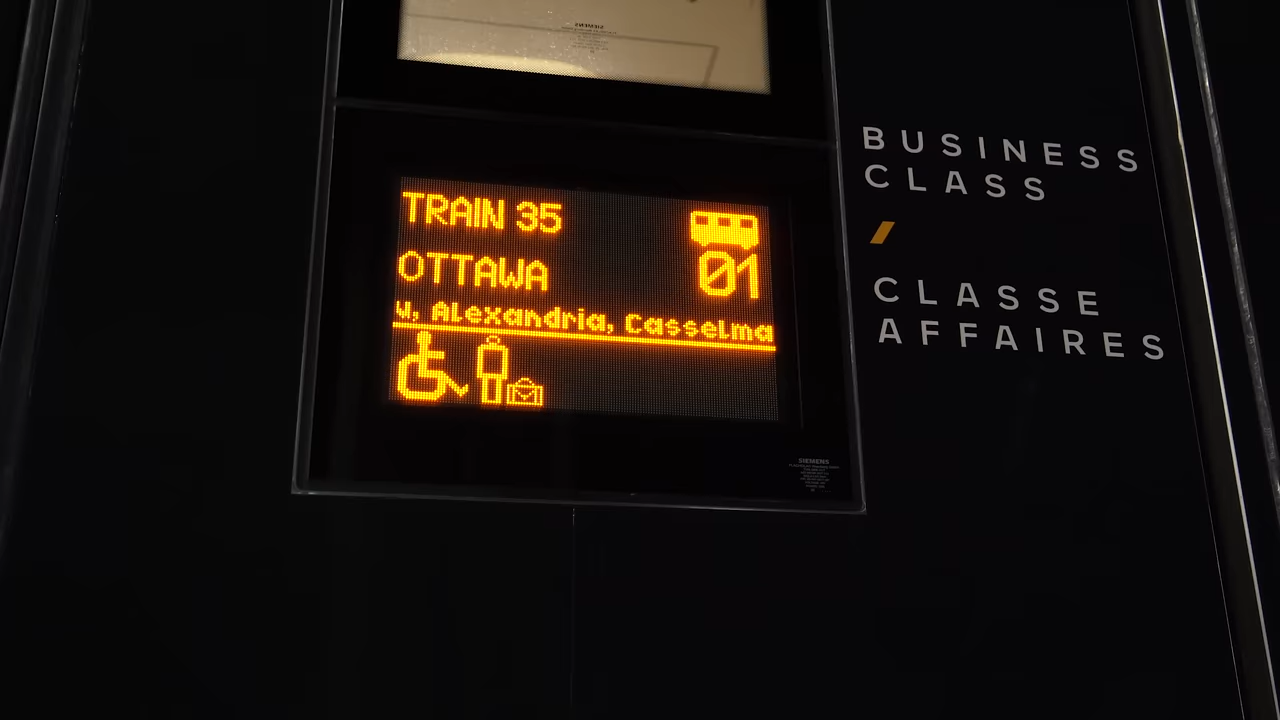 TRAIN 35
OTTAWA
01
u, Alexandria, Casselma
BUSINESS
CLASS
CLASSE
AFFAIRES
SIEMENS